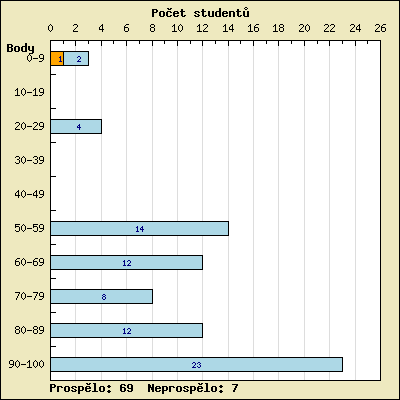 Počet studentů
0 2 4 6 8 10 12 14 16 18 20 22 24 26
Body
0-9 1 2
10-19
20-29 4
30-39
40-49
50-59 14
60-69 12
70-79 8
80-89 12
90-100 23
Prospělo: 69 Neprospělo: 7